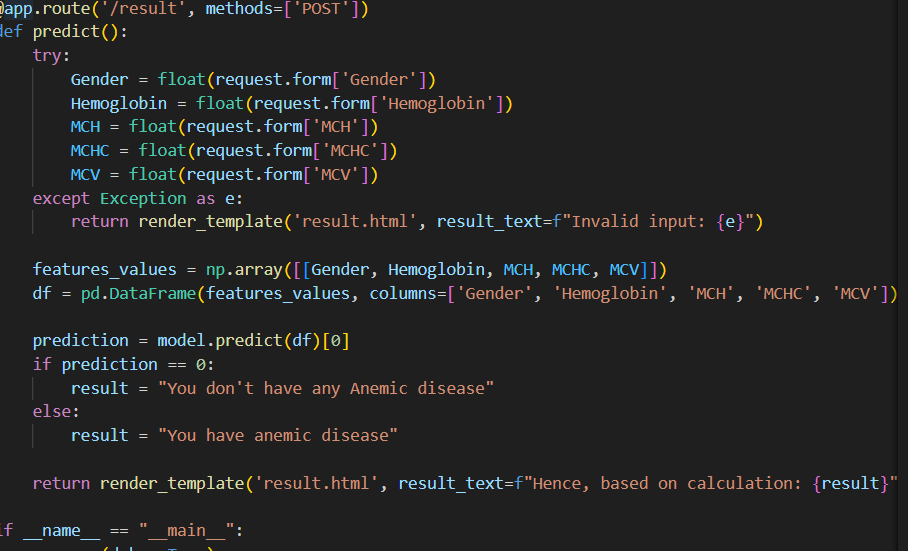 @app.route('/result', methods=['POST'])
def predict():
    try:
        Gender = float(request.form['Gender'])
        Hemoglobin = float(request.form['Hemoglobin'])
        MCH = float(request.form['MCH'])
        MCHC = float(request.form['MCHC'])
        MCV = float(request.form['MCV'])
    except Exception as e:
        return render_template('result.html', result_text=f"Invalid input: {e}")

    features_values = np.array([[Gender, Hemoglobin, MCH, MCHC, MCV]])
    df = pd.DataFrame(features_values, columns=['Gender', 'Hemoglobin', 'MCH', 'MCHC', 'MCV'])

    prediction = model.predict(df)[0]
    if prediction == 0:
        result = "You don't have any Anemic disease"
    else:
        result = "You have anemic disease"

    return render_template('result.html', result_text=f"Hence, based on calculation: {result}"

if __name__ == "__main__":